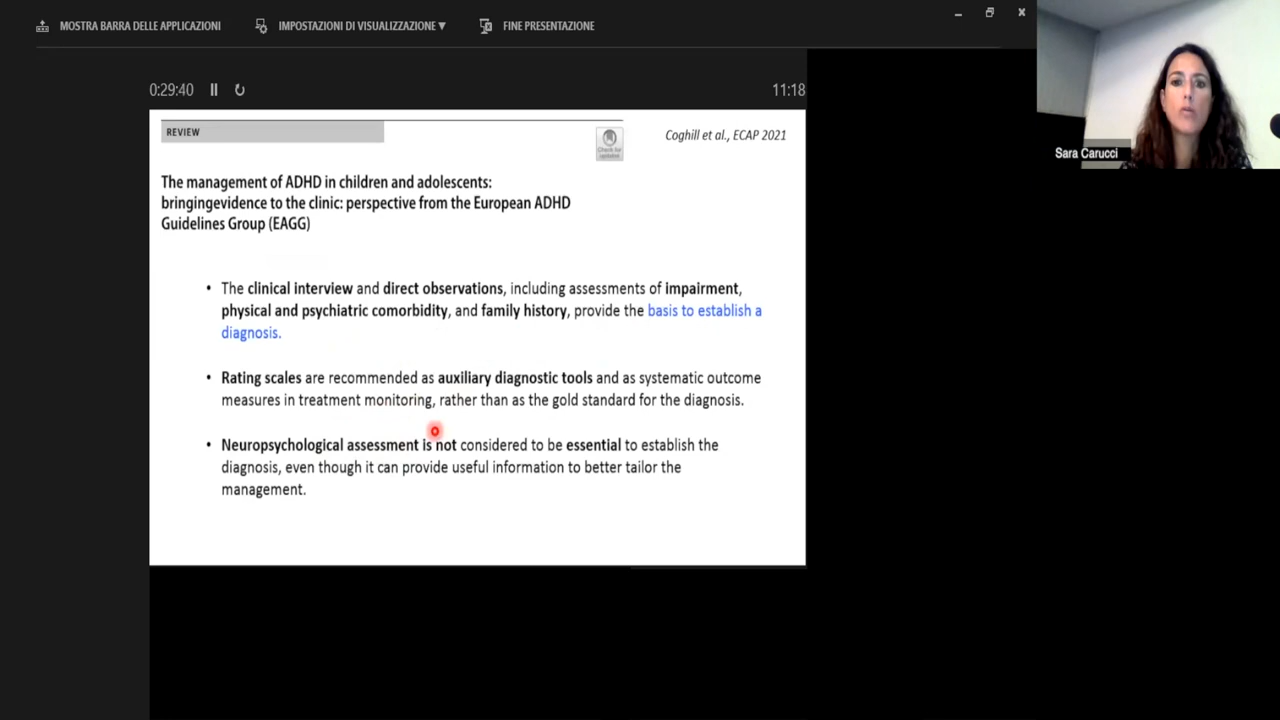 MOSTRA BARRA DELLE APPLICAZIONI
IMPOSTAZIONI DI VISUALIZZAZIONE ▼
FINE PRESENTAZIONE
0:29:40
11:18
Sara Carucci
REVIEW
Check for
updates
Coghill et al., ECAP 2021
The management of ADHD in children and adolescents:
bringingevidence to the clinic: perspective from the European ADHD
Guidelines Group (EAGG)
• The clinical interview and direct observations, including assessments of impairment,
physical and psychiatric comorbidity, and family history, provide the basis to establish a
diagnosis.
• Rating scales are recommended as auxiliary diagnostic tools and as systematic outcome
measures in treatment monitoring, rather than as the gold standard for the diagnosis.
• Neuropsychological assessment is not considered to be essential to establish the
diagnosis, even though it can provide useful information to better tailor the
management.